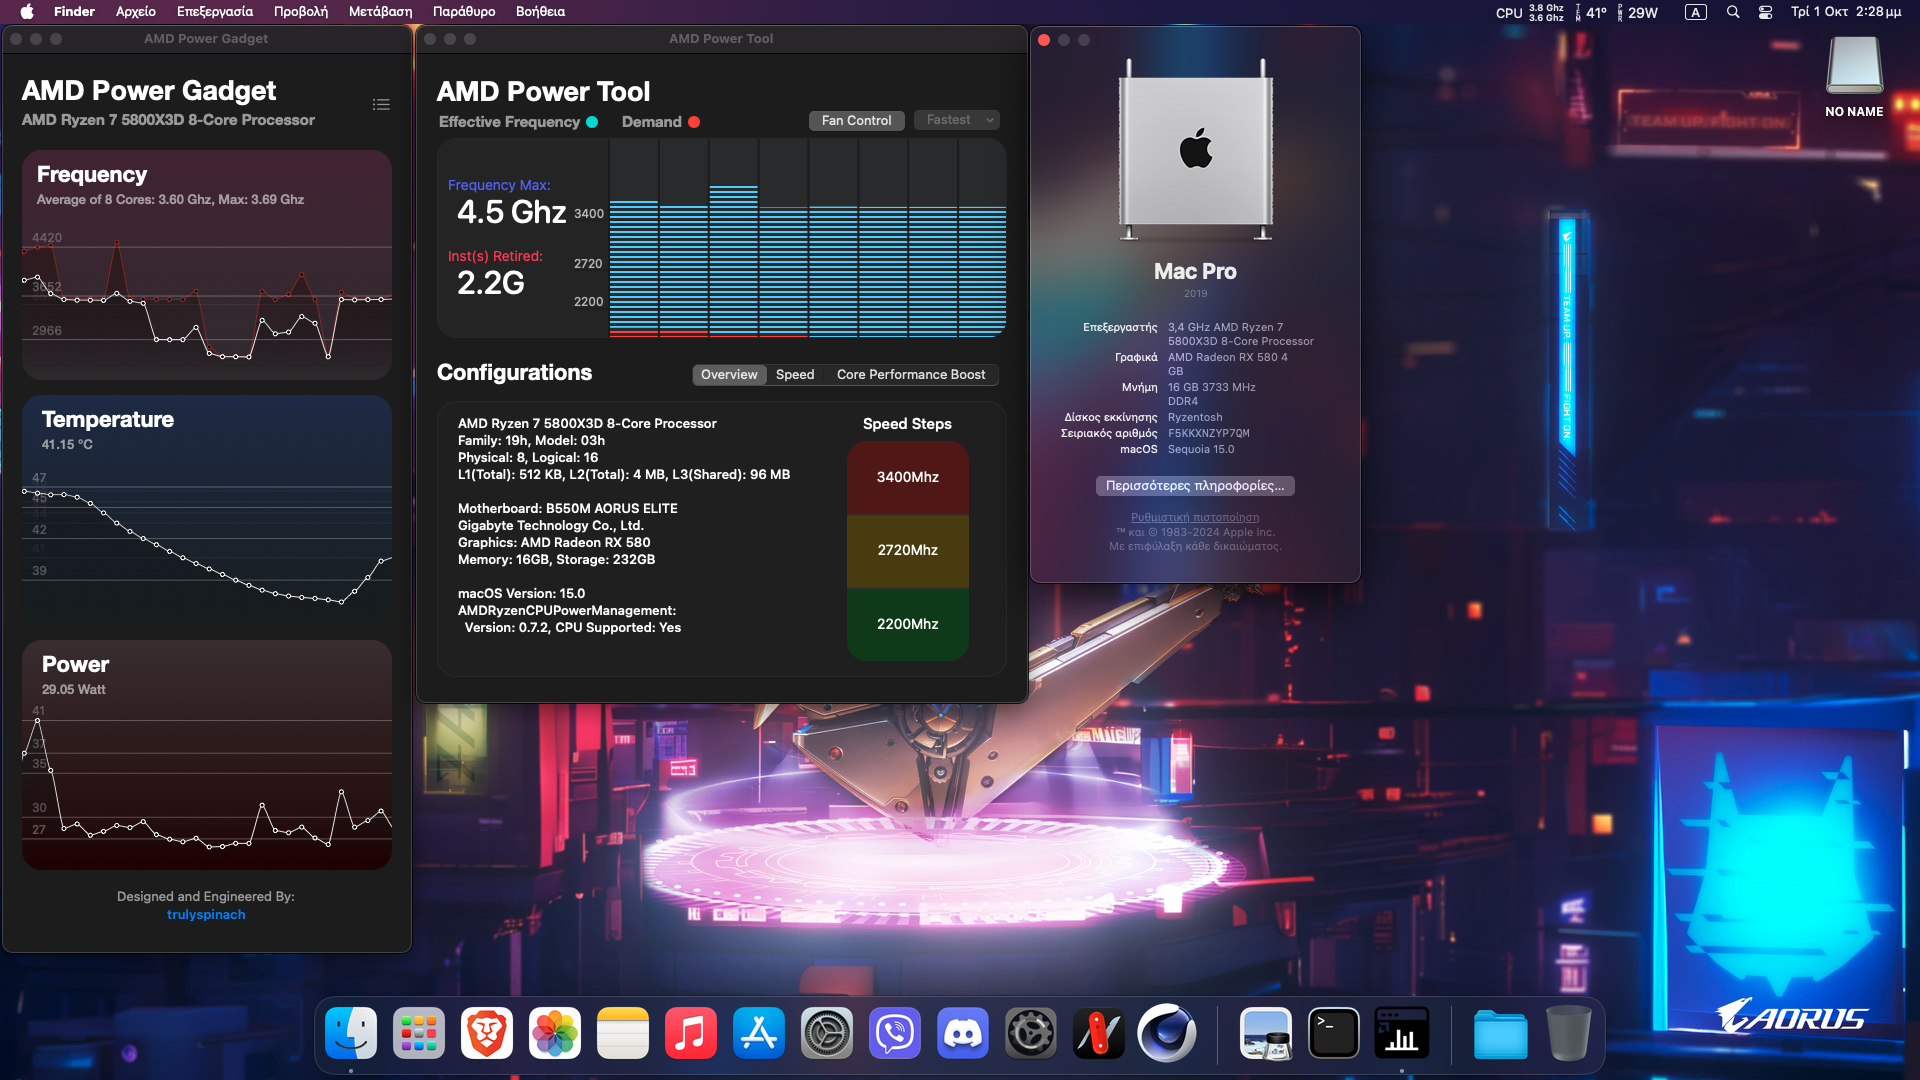 Finder Αρχείο Επεξεργασία Προβολή Μετάβαση Παράθυρο Βοήθεια
CPU 3.8 Ghz 3.6 Ghz 41° 29W A Τρί 1 Οκτ 2:28 μμ
NO NAME
AMD Power Gadget
AMD Power Gadget
AMD Ryzen 7 5800X3D 8-Core Processor
Frequency
Average of 8 Cores: 3.60 Ghz, Max: 3.69 Ghz
4420
3652
2966
Temperature
41.15 °C
47
45
42
41
39
Power
29.05 Watt
41
37
35
30
27
Designed and Engineered By:
trulyspinach
AMD Power Tool
AMD Power Tool
Effective Frequency Demand
Fan Control Fastest
Frequency Max:
4.5 Ghz
Inst(s) Retired:
2.2G
3400
2720
2200
Configurations
Overview Speed Core Performance Boost
AMD Ryzen 7 5800X3D 8-Core Processor
Family: 19h, Model: 03h
Physical: 8, Logical: 16
L1(Total): 512 KB, L2(Total): 4 MB, L3(Shared): 96 MB
Motherboard: B550M AORUS ELITE
Gigabyte Technology Co., Ltd.
Graphics: AMD Radeon RX 580
Memory: 16GB, Storage: 232GB
macOS Version: 15.0
AMDRyzenCPUPowerManagement:
Version: 0.7.2, CPU Supported: Yes
Speed Steps
3400Mhz
2720Mhz
2200Mhz
Mac Pro
2019
Επεξεργαστής 3,4 GHz AMD Ryzen 7
5800X3D 8-Core Processor
Γραφικά AMD Radeon RX 580 4
GB
Μνήμη 16 GB 3733 MHz
DDR4
Δίσκος εκκίνησης Ryzentosh
Σειριακός αριθμός F5KKXNZYP7QM
macOS Sequoia 15.0
Περισσότερες πληροφορίες...
Ρυθμιστική πιστοποίηση
™ και © 1983-2024 Apple Inc.
Με επιφύλαξη κάθε δικαιώματος.
TEAM UP. FIGHT ON.
TEAM UP. FIGHT ON.
AORUS